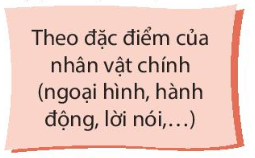 Theo đặc điểm của
nhân vật chính
(ngoại hình, hành
động, lời nói,…)